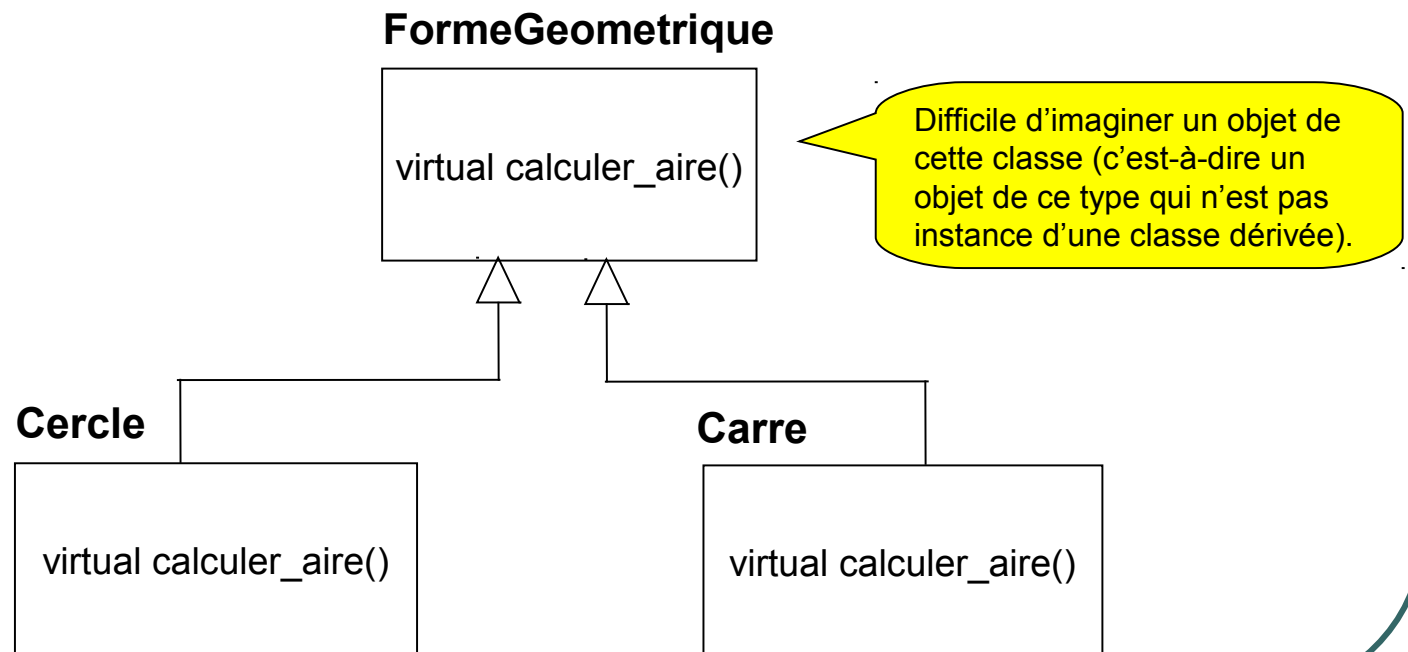 FormeGeometrique
virtual calculer_aire()
Difficile d’imaginer un objet de
cette classe (c’est-à-dire un
objet de ce type qui n’est pas
instance d’une classe dérivée).
Cercle
virtual calculer_aire()
Carre
virtual calculer_aire()